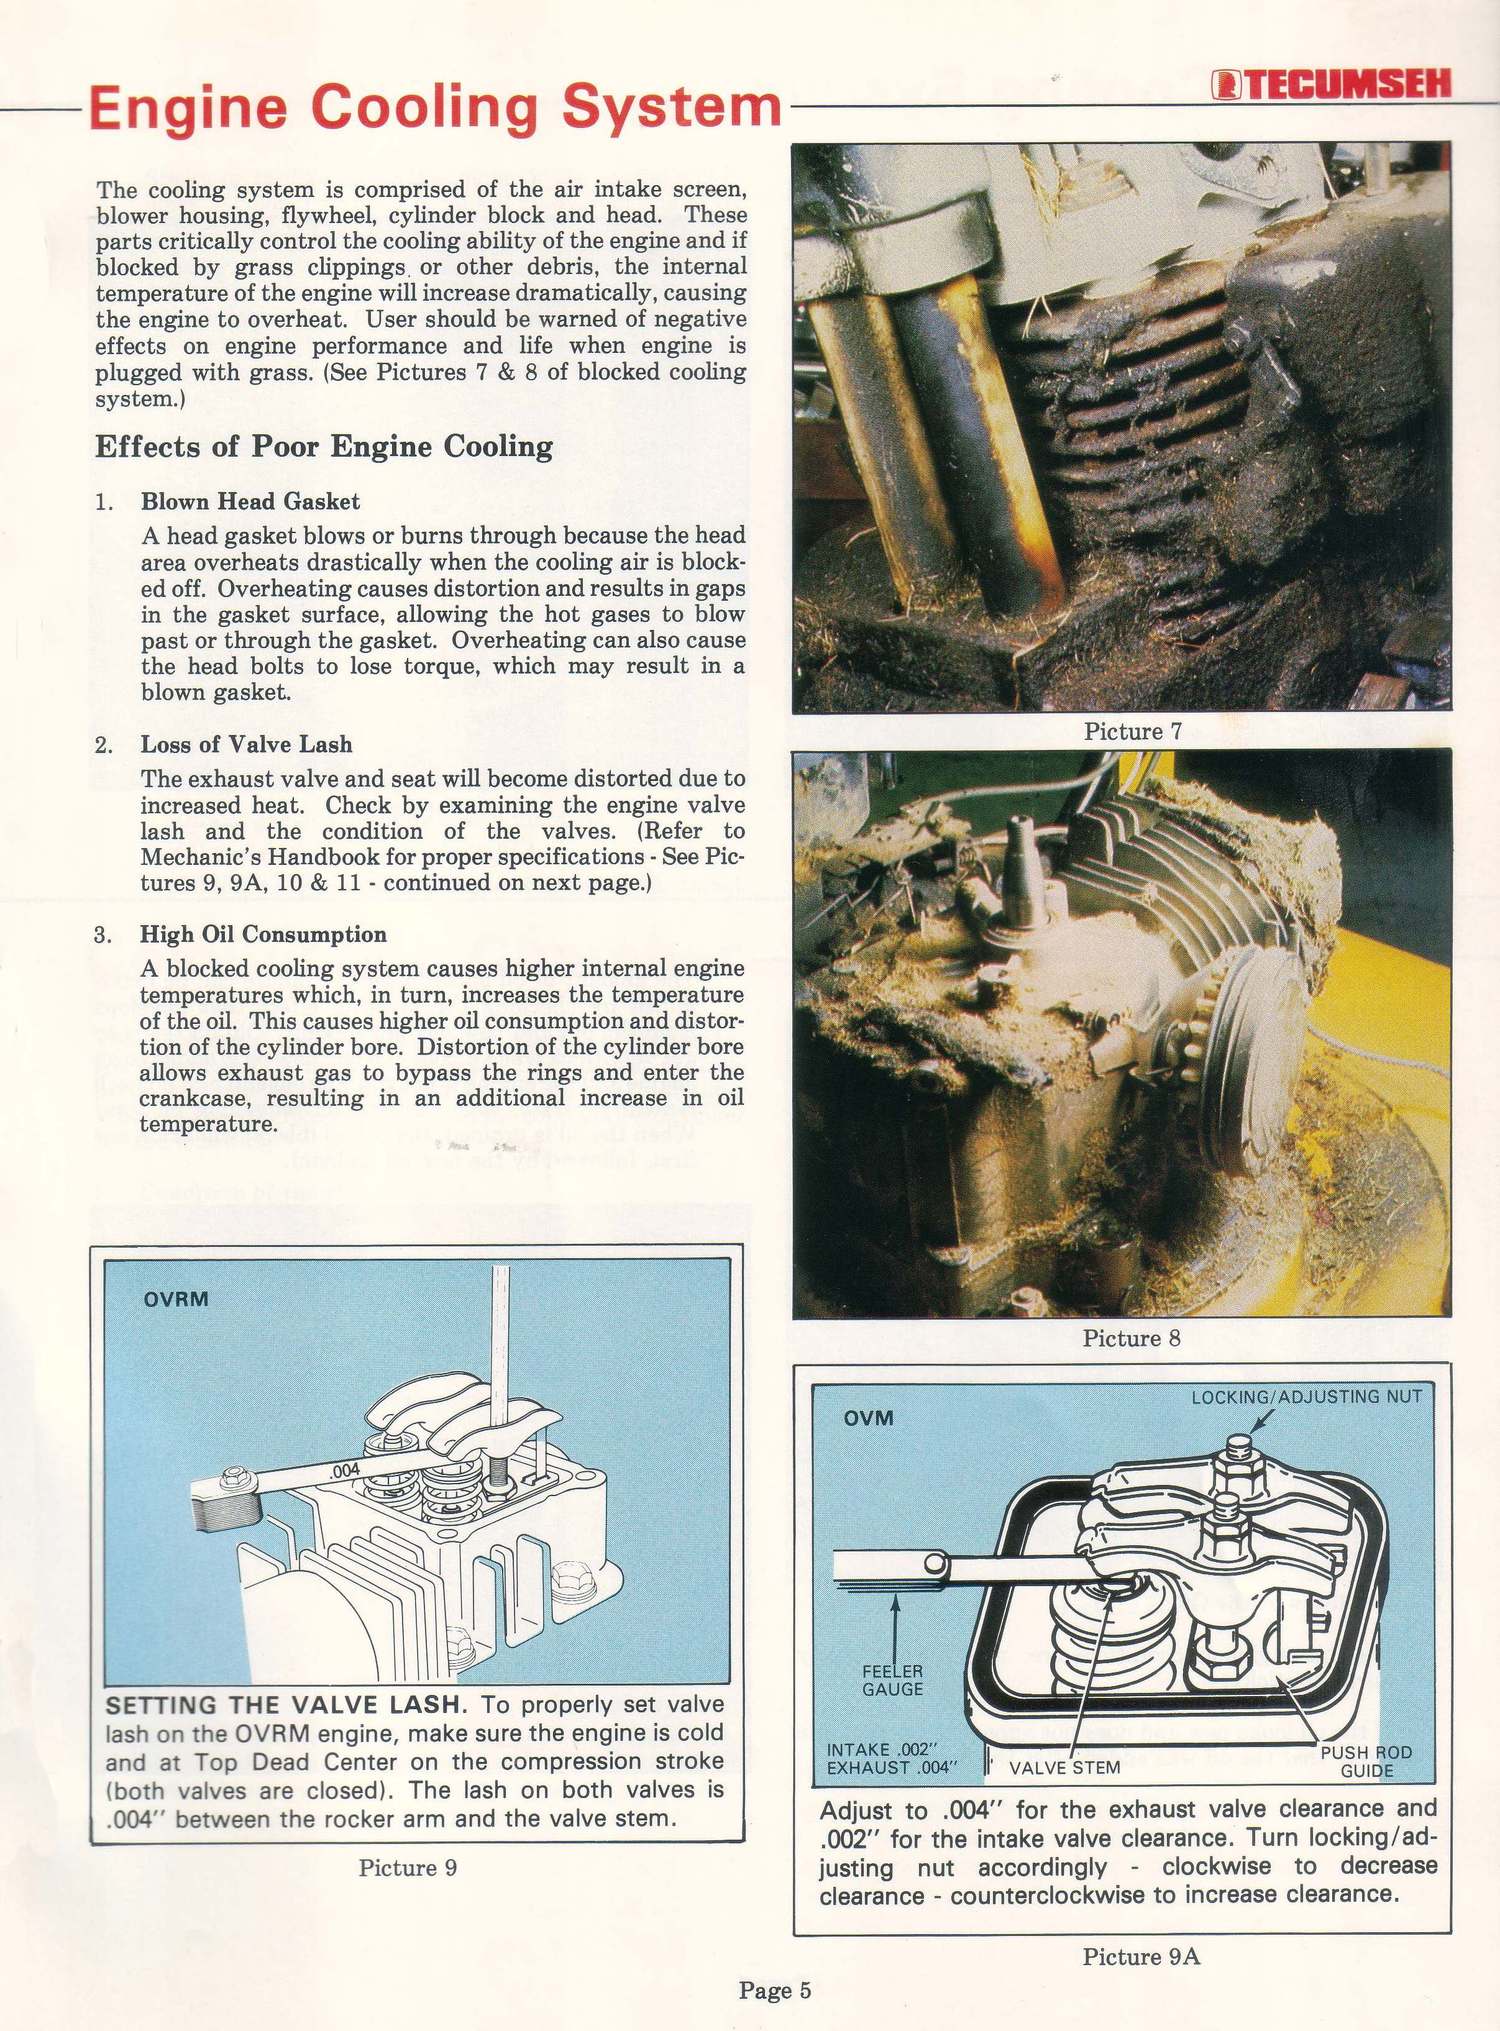 Engine Cooling System
TECUMSEH
The cooling system is comprised of the air intake screen,
blower housing, flywheel, cylinder block and head. These
parts critically control the cooling ability of the engine and if
blocked by grass clippings or other debris, the internal
temperature of the engine will increase dramatically, causing
the engine to overheat. User should be warned of negative
effects on engine performance and life when engine is
plugged with grass. (See Pictures 7 & 8 of blocked cooling
system.)
Effects of Poor Engine Cooling
1. Blown Head Gasket
A head gasket blows or burns through because the head
area overheats drastically when the cooling air is block-
ed off. Overheating causes distortion and results in gaps
in the gasket surface, allowing the hot gases to blow
past or through the gasket. Overheating can also cause
the head bolts to lose torque, which may result in a
blown gasket.
2. Loss of Valve Lash
The exhaust valve and seat will become distorted due to
increased heat. Check by examining the engine valve
lash and the condition of the valves. (Refer to
Mechanic's Handbook for proper specifications - See Pic-
tures 9, 9A, 10 & 11 - continued on next page.)
3. High Oil Consumption
A blocked cooling system causes higher internal engine
temperatures which, in turn, increases the temperature
of the oil. This causes higher oil consumption and distor-
tion of the cylinder bore. Distortion of the cylinder bore
allows exhaust gas to bypass the rings and enter the
crankcase, resulting in an additional increase in oil
temperature.
OVRM
.004
SETTING THE VALVE LASH. To properly set valve
lash on the OVRM engine, make sure the engine is cold
and at Top Dead Center on the compression stroke
(both valves are closed). The lash on both valves is
.004" between the rocker arm and the valve stem.
Picture 9
Picture 7
Picture 8
OVM
LOCKING/ADJUSTING NUT
FEELER
GAUGE
INTAKE .002"
EXHAUST .004"
VALVE STEM
PUSH ROD
GUIDE
Adjust to .004" for the exhaust valve clearance and
.002" for the intake valve clearance. Turn locking/ad-
justing nut accordingly - clockwise to decrease
clearance - counterclockwise to increase clearance.
Picture 9A
Page 5